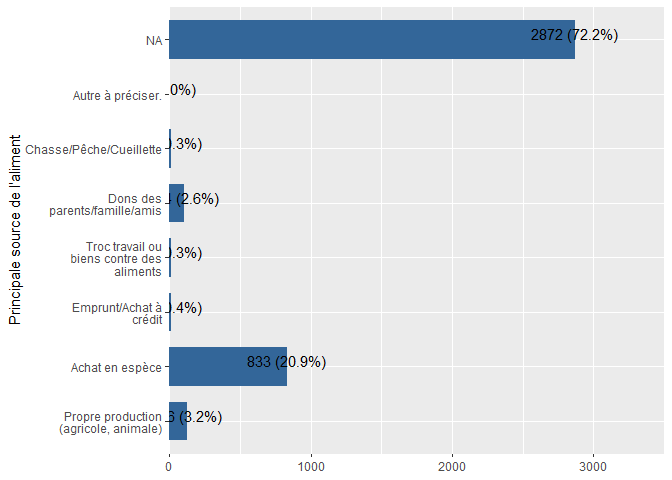 Principale source de l'aliment
NA
2872 (72.2%)
Autre à préciser.
0%)
Chasse/Pêche/Cueillette
.3%)
Dons des
parents/famille/amis
(2.6%)
Troc travail ou
biens contre des
aliments
.3%)
Emprunt/Achat à
crédit
.4%)
Achat en espèce
833 (20.9%)
Propre production
(agricole, animale)
6 (3.2%)
0
1000
2000
3000